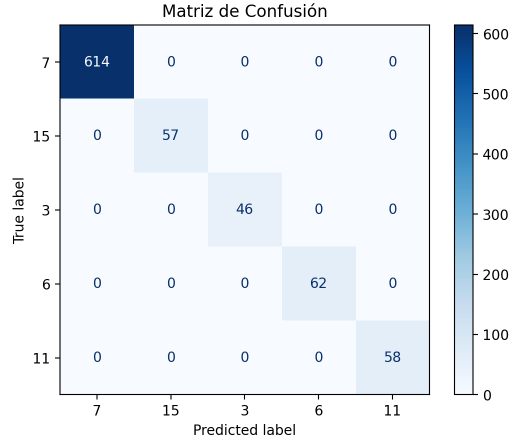 Matriz de Confusión
True label
7 614 0 0 0 0
15 0 57 0 0 0
3 0 0 46 0 0
6 0 0 0 62 0
11 0 0 0 0 58
7 15 3 6 11
Predicted label
600
500
400
300
200
100
0